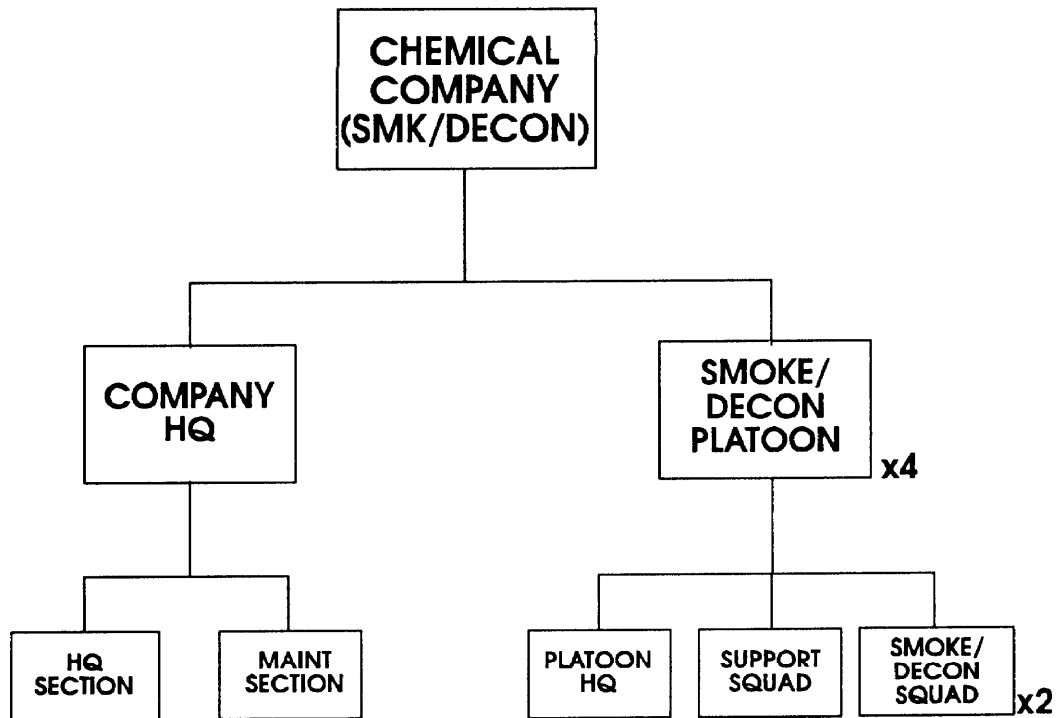 CHEMICAL
COMPANY
(SMK/DECON)
COMPANY
HQ
SMOKE/
DECON
PLATOON
x4
HQ
SECTION
MAINT
SECTION
PLATOON
HQ
SUPPORT
SQUAD
SMOKE/
DECON
SQUAD
x2